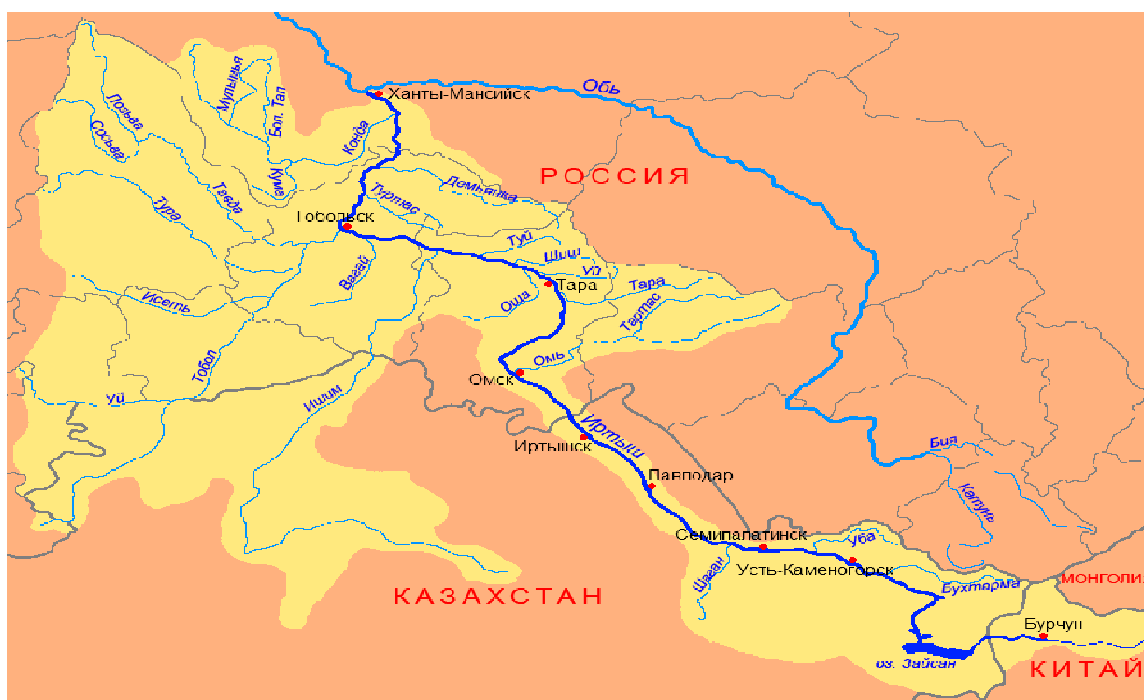 Обь
Ханты-Мансийск
Мулымья
Бол. Тап
Лозьва
Сосьва
Конда
Кума
РОССИЯ
Тавда
Тура
Демьянка
Туртас
Тобольск
Туй
Шиш
Уй
Вагай
Тара
Тара
Исеть
Оша
Тартас
Омь
Тобол
Омск
Уй
Ишим
Иртыш
Иртышск
Бия
Павлодар
Катунь
Семипалатинск
Уба
Шаган
Усть-Каменогорск
МОНГОЛИЯ
Бухтарма
КАЗАХСТАН
Бурчун
оз. Зайсан
КИТАЙ